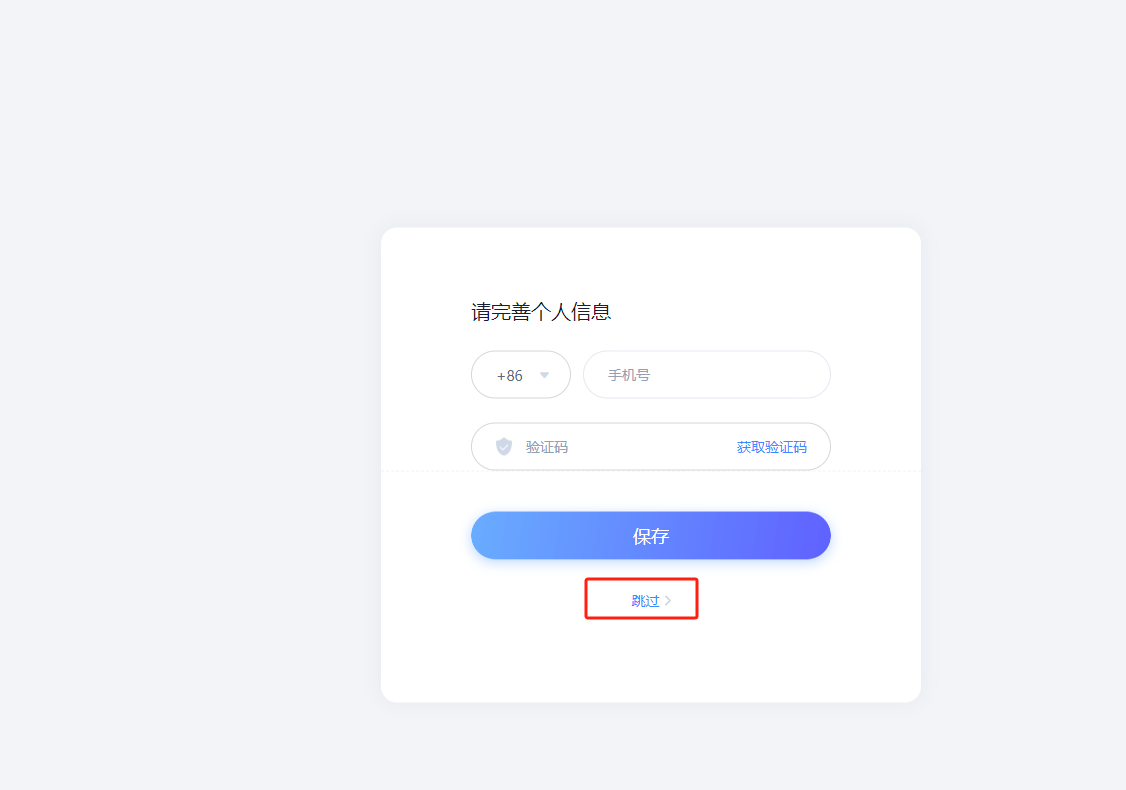 请完善个人信息
+86 手机号
验证码 获取验证码
保存
跳过